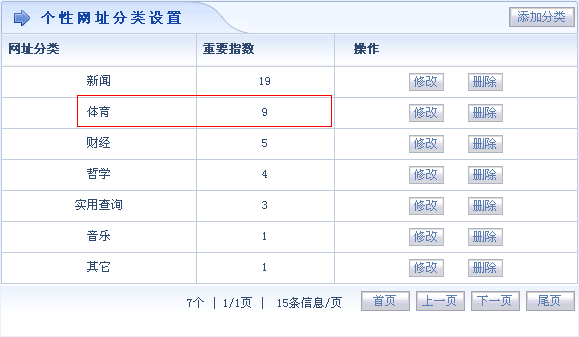 个性网址分类设置 添加分类
网址分类 重要指数 操作
新闻 19 修改 删除
体育 9 修改 删除
财经 5 修改 删除
哲学 4 修改 删除
实用查询 3 修改 删除
音乐 1 修改 删除
其它 1 修改 删除
7个 | 1/1页 | 15条信息/页 首页 上一页 下一页 尾页